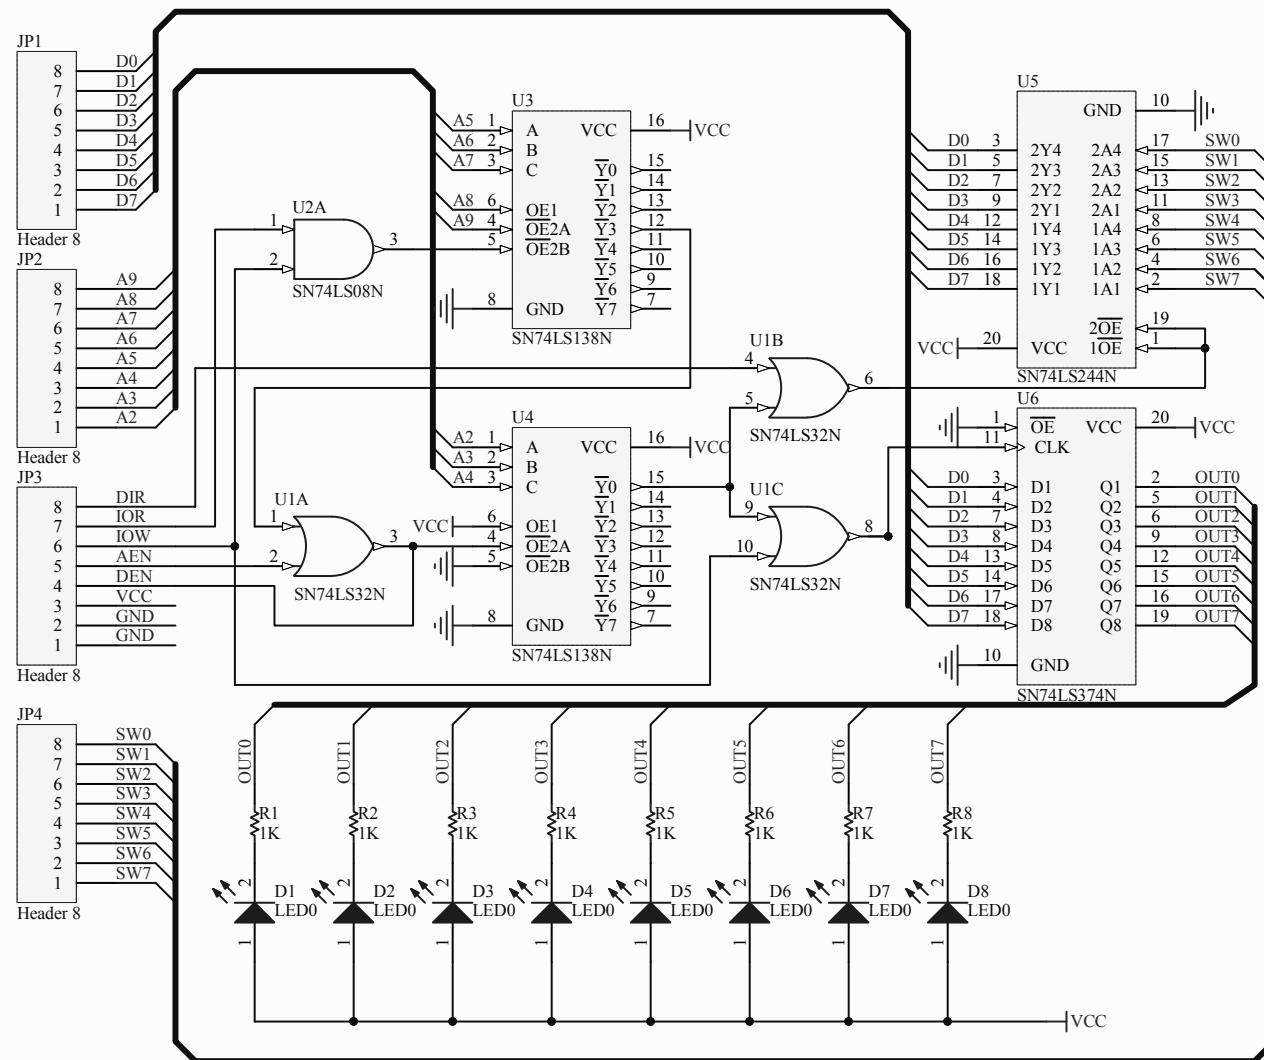 JP1
8 D0
7 D1
6 D2
5 D3
4 D4
3 D5
2 D6
1 D7
Header 8
JP2
8 A9
7 A8
6 A7
5 A6
4 A5
3 A4
2 A3
1 A2
Header 8
JP3
8 DIR
7 IOR
6 IOW
5 AEN
4 DEN
3 VCC
2 GND
1 GND
Header 8
JP4
8 SW0
7 SW1
6 SW2
5 SW3
4 SW4
3 SW5
2 SW6
1 SW7
Header 8
U2A
1
2
3
SN74LS08N
U1A
1
2
3
SN74LS32N
U3
A5 1 A VCC 16 VCC
A6 2 B
A7 3 C Y0 15
Y1 14
A8 6 OE1 Y2 13
A9 4 OE2A Y3 12
5 OE2B Y4 11
Y5 10
Y6 9
8 GND Y7 7
SN74LS138N
U4
A2 1 A VCC 16 VCC
A3 2 B
A4 3 C Y0 15
Y1 14
VCC 6 OE1 Y2 13
4 OE2A Y3 12
5 OE2B Y4 11
Y5 10
Y6 9
8 GND Y7 7
SN74LS138N
U1B
4
5
6
SN74LS32N
U1C
9
10
8
SN74LS32N
U5
GND 10
D0 3 2Y4 2A4 17 SW0
D1 5 2Y3 2A3 15 SW1
D2 7 2Y2 2A2 13 SW2
D3 9 2Y1 2A1 11 SW3
D4 12 1Y4 1A4 8 SW4
D5 14 1Y3 1A3 6 SW5
D6 16 1Y2 1A2 4 SW6
D7 18 1Y1 1A1 2 SW7
2OE 19
VCC 20 VCC 1OE 1
SN74LS244N
U6
1 OE VCC 20 VCC
11 CLK
D0 3 D1 Q1 2 OUT0
D1 4 D2 Q2 5 OUT1
D2 7 D3 Q3 6 OUT2
D3 8 D4 Q4 9 OUT3
D4 13 D5 Q5 12 OUT4
D5 14 D6 Q6 15 OUT5
D6 17 D7 Q7 16 OUT6
D7 18 D8 Q8 19 OUT7
10 GND
SN74LS374N
OUT0 OUT1 OUT2 OUT3 OUT4 OUT5 OUT6 OUT7
R1 R2 R3 R4 R5 R6 R7 R8
1K 1K 1K 1K 1K 1K 1K 1K
2 2 2 2 2 2 2 2
D1 D2 D3 D4 D5 D6 D7 D8
LED0 LED0 LED0 LED0 LED0 LED0 LED0 LED0
1 1 1 1 1 1 1 1
VCC